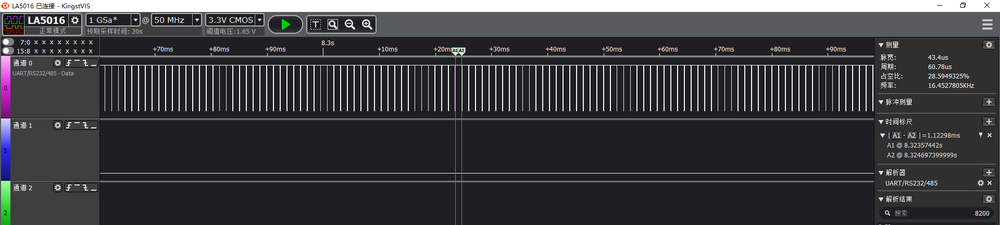 LA5016 已连接 - KingstVIS
LA5016
正常模式
1 GSa* @ 50 MHz
预期采样时间: 20s
3.3V CMOS
阈值电压:1.65 V
T
7:0 x x x x x x x x
15:8 x x x x x x x x
8.3s
+70ms +80ms +90ms +10ms +20ms A1 A2 +30ms +40ms +50ms +60ms +70ms +80ms +90ms
通道 0
UART/RS232/485 - Data
0
通道 1
1
通道 2
2
测量
脉宽: 43.4us
周期: 60.78us
占空比: 28.5949325%
频率: 16.4527805KHz
脉冲测量
时间标尺
| A1 - A2 | =1.12298ms
A1 @ 8.32357442s
A2 @ 8.324697399999s
解析器
UART/RS232/485
解析结果
搜索 8200